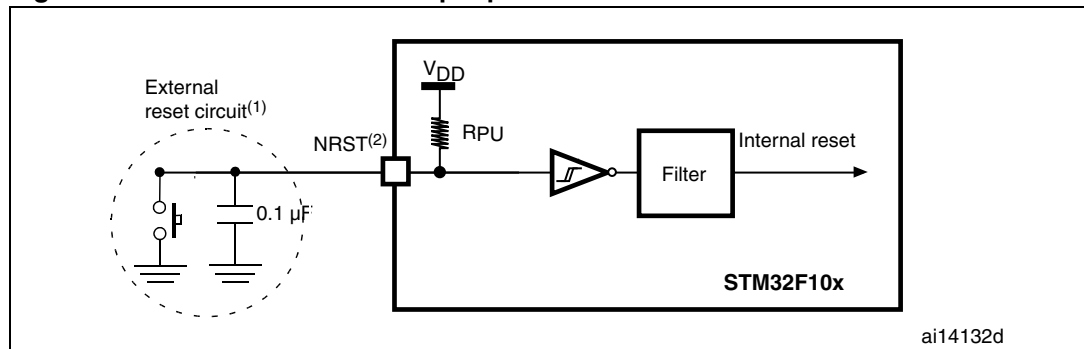 External
reset circuit(1)
VDD
RPU
NRST(2)
Internal reset
Filter
0.1 µF
STM32F10x
ai14132d